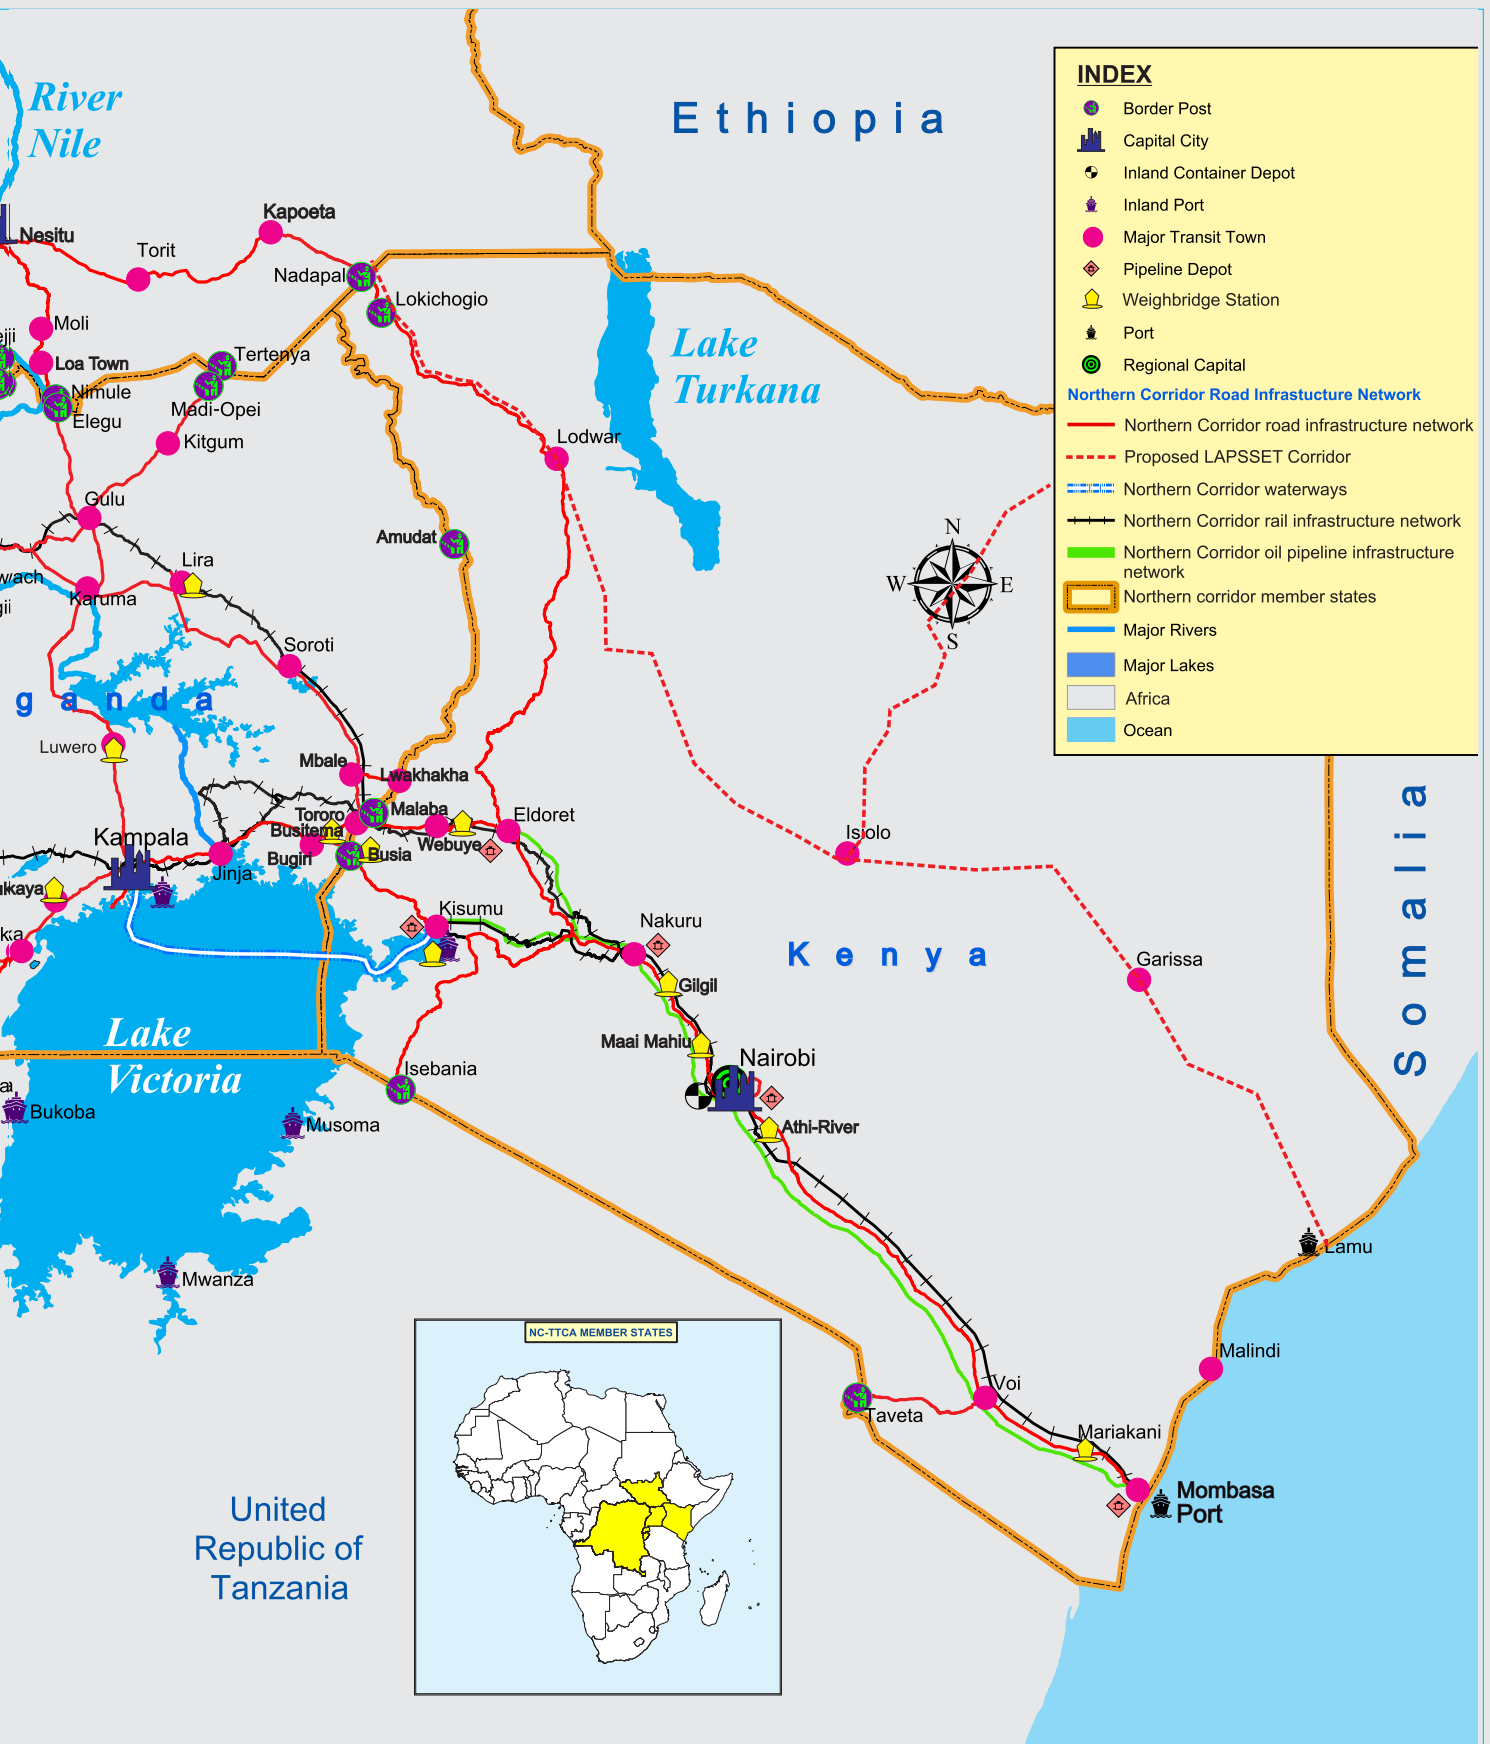 River
Nile
Ethiopia
INDEX
Border Post
Capital City
Inland Container Depot
Inland Port
Major Transit Town
Pipeline Depot
Weighbridge Station
Port
Regional Capital
Northern Corridor Road Infrastucture Network
Northern Corridor road infrastructure network
Proposed LAPSSET Corridor
Northern Corridor waterways
Northern Corridor rail infrastructure network
Northern Corridor oil pipeline infrastructure
network
Northern corridor member states
Major Rivers
Major Lakes
Africa
Ocean
Kapoeta
Nesitu
Torit
Nadapal
Lokichogio
Moli
Loa Town
Tertenya
Nimule
Elegu
Madi-Opei
Kitgum
Lake
Turkana
Lodwar
Gulu
Amudat
Lira
Karuma
N
W
E
S
Soroti
ganda
Luwero
Mbale
Lwakhakha
Tororo
Malaba
Busitema
Webuye
Eldoret
Kampala
Bugiri
Busia
Jinja
Isiolo
Somalia
Kisumu
Nakuru
Kenya
Garissa
Gilgil
Lake
Victoria
Maai Mahiu
Nairobi
Isebania
Bukoba
Musoma
Athi-River
Mwanza
Lamu
NC-TTCA MEMBER STATES
Malindi
Voi
Taveta
Mariakani
Mombasa
Port
United
Republic of
Tanzania